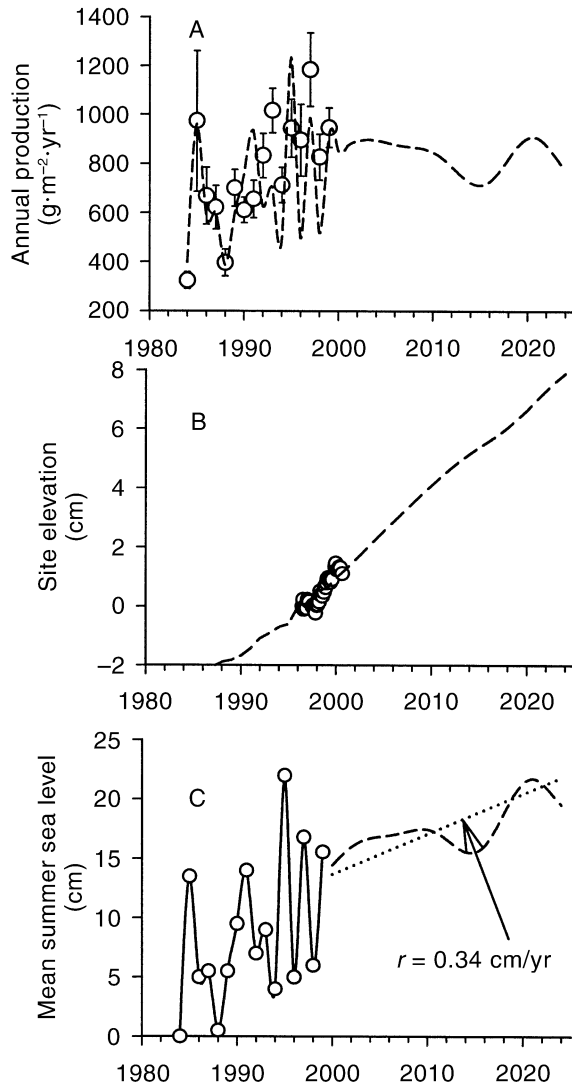 A
Annual production
(g·m⁻²·yr⁻¹)
1400
1200
1000
800
600
400
200
1980 1990 2000 2010 2020
B
Site elevation
(cm)
8
6
4
2
0
−2
1980 1990 2000 2010 2020
C
Mean summer sea level
(cm)
25
20
15
10
5
0
r = 0.34 cm/yr
1980 1990 2000 2010 2020